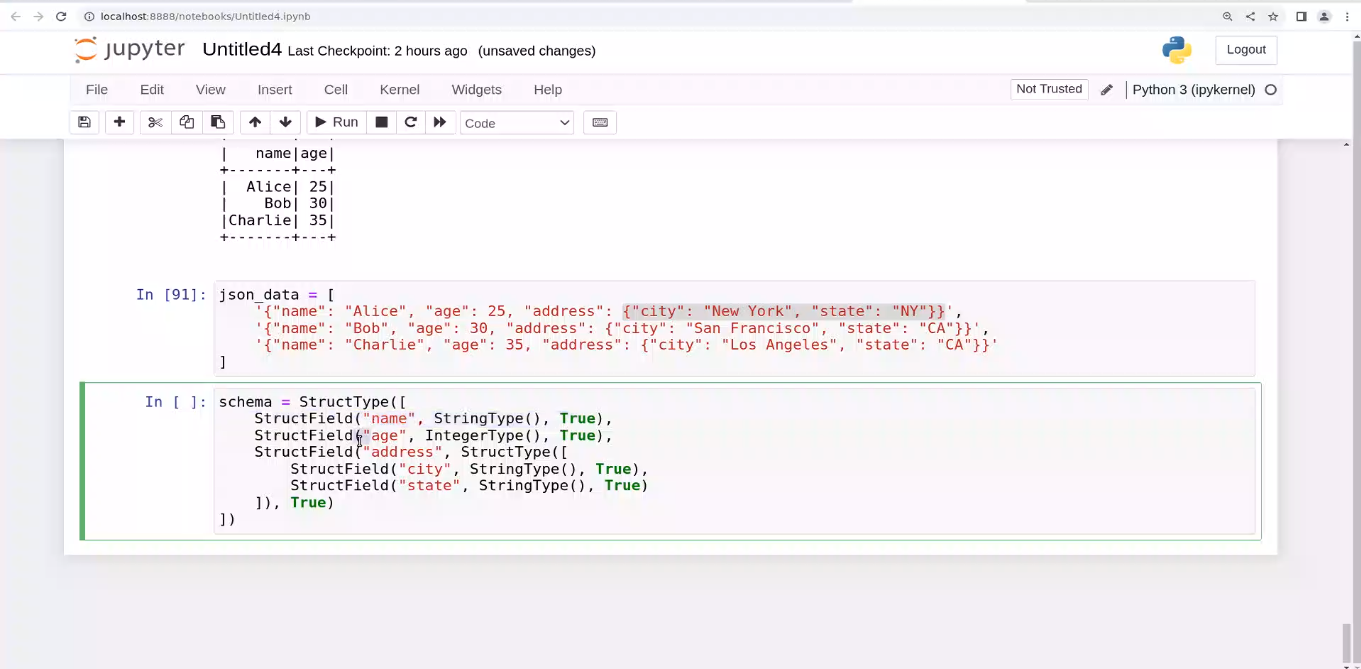 localhost:8888/notebooks/Untitled4.ipynb
jupyter Untitled4 Last Checkpoint: 2 hours ago (unsaved changes)
Logout
File Edit View Insert Cell Kernel Widgets Help
Not Trusted Python 3 (ipykernel)
Run Code
|   name|age|
+-------+---+
|  Alice| 25|
|    Bob| 30|
|Charlie| 35|
+-------+---+
In [91]: json_data = [
    '{"name": "Alice", "age": 25, "address": {"city": "New York", "state": "NY"}}',
    '{"name": "Bob", "age": 30, "address": {"city": "San Francisco", "state": "CA"}}',
    '{"name": "Charlie", "age": 35, "address": {"city": "Los Angeles", "state": "CA"}}'
]
In [ ]: schema = StructType([
    StructField("name", StringType(), True),
    StructField("age", IntegerType(), True),
    StructField("address", StructType([
        StructField("city", StringType(), True),
        StructField("state", StringType(), True)
    ]), True)
])